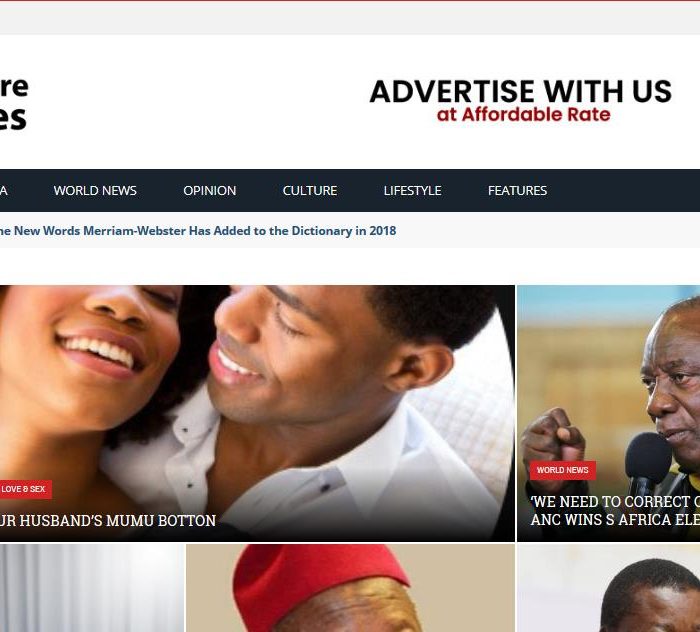 re
ADVERTISE WITH US
es
at Affordable Rate
A WORLD NEWS OPINION CULTURE LIFESTYLE FEATURES
he New Words Merriam-Webster Has Added to the Dictionary in 2018
LOVE & SEX
UR HUSBAND'S MUMU BOTTON
WORLD NEWS
'WE NEED TO CORRECT
ANC WINS S AFRICA ELE